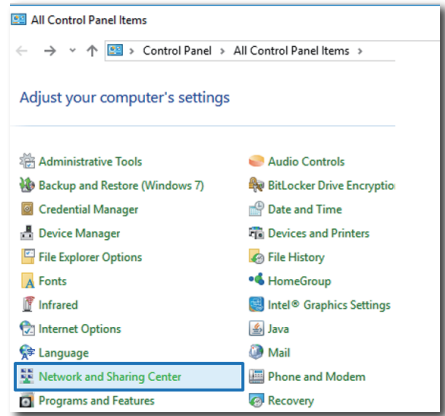 All Control Panel Items
Control Panel > All Control Panel Items >
Adjust your computer's settings
Administrative Tools
Audio Controls
Backup and Restore (Windows 7)
BitLocker Drive Encryptio
Credential Manager
Date and Time
Device Manager
Devices and Printers
File Explorer Options
File History
Fonts
HomeGroup
Infrared
Intel® Graphics Settings
Internet Options
Java
Language
Mail
Network and Sharing Center
Phone and Modem
Programs and Features
Recovery